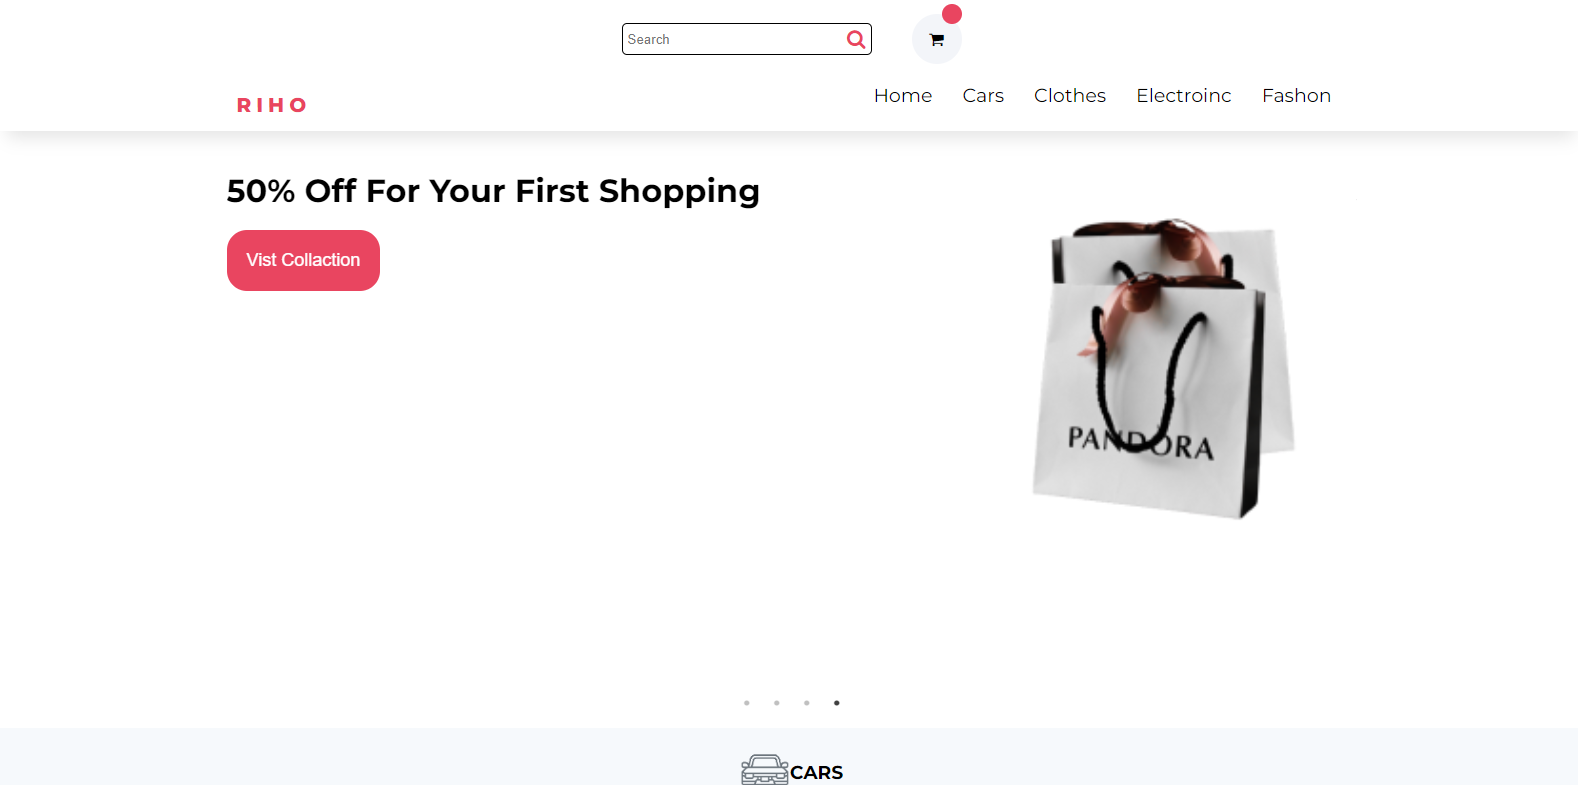 Search
RIHO
Home Cars Clothes Electroinc Fashon
50% Off For Your First Shopping
Vist Collaction
PANDORA
CARS